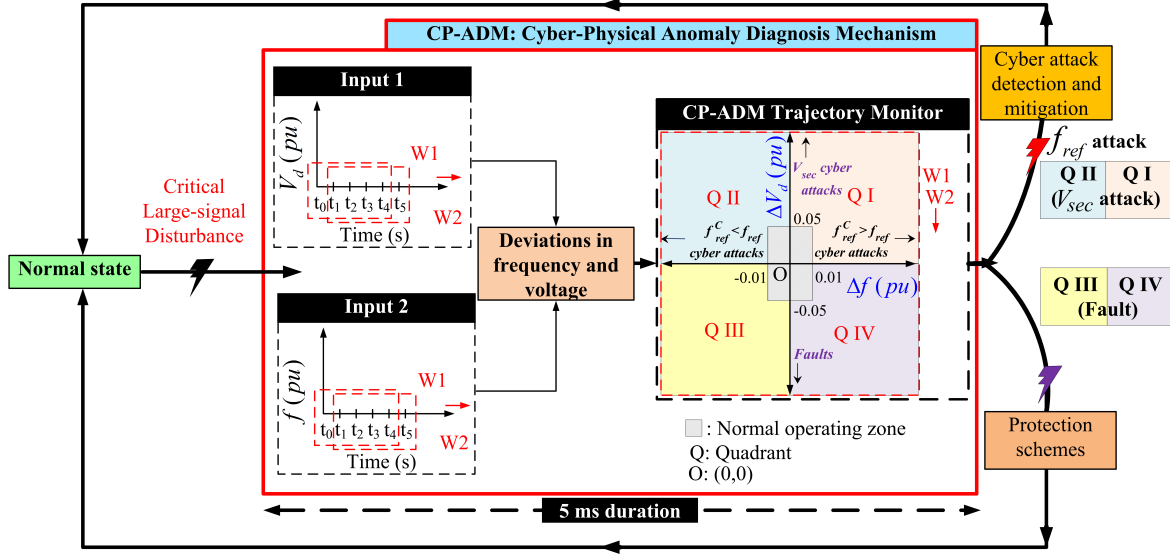 CP-ADM: Cyber-Physical Anomaly Diagnosis Mechanism
Input 1
V_d (pu)
W1
W2
t0 t1 t2 t3 t4 t5
Time (s)
Critical
Large-signal
Disturbance
Normal state
Input 2
f (pu)
W1
W2
t0 t1 t2 t3 t4 t5
Time (s)
Deviations in
frequency and
voltage
CP-ADM Trajectory Monitor
ΔV_d (pu)
V_sec cyber
attacks
Q II
Q I
0.05
f_ref^C < f_ref
cyber attacks
f_ref^C > f_ref
cyber attacks
-0.01
O
0.01
Δf (pu)
-0.05
Q III
Q IV
Faults
W1
W2
: Normal operating zone
Q: Quadrant
O: (0,0)
5 ms duration
Cyber attack
detection and
mitigation
f_ref attack
Q II Q I
(V_sec attack)
Q III Q IV
(Fault)
Protection
schemes